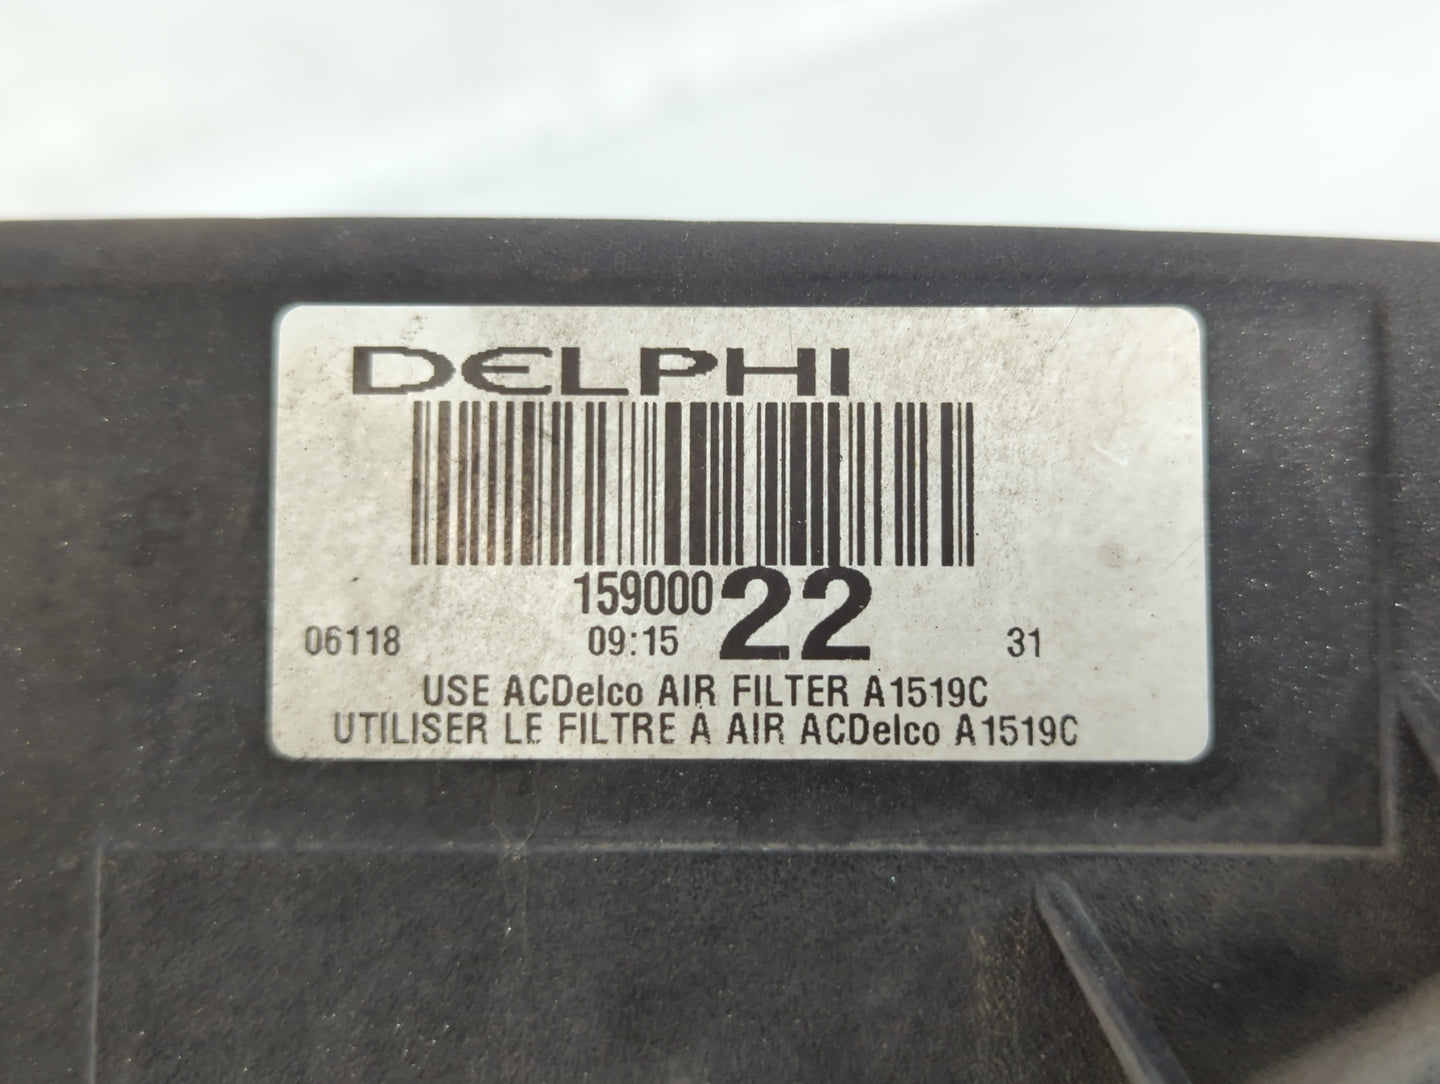 DELPHI
15900022
06118 09:15 31
USE ACDelco AIR FILTER A1519C
UTILISER LE FILTRE A AIR ACDelco A1519C